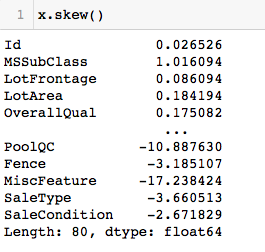 1 x.skew()
Id 0.026526
MSSubClass 1.016094
LotFrontage 0.086094
LotArea 0.184194
OverallQual 0.175082
...
PoolQC -10.887630
Fence -3.185107
MiscFeature -17.238424
SaleType -3.660513
SaleCondition -2.671829
Length: 80, dtype: float64